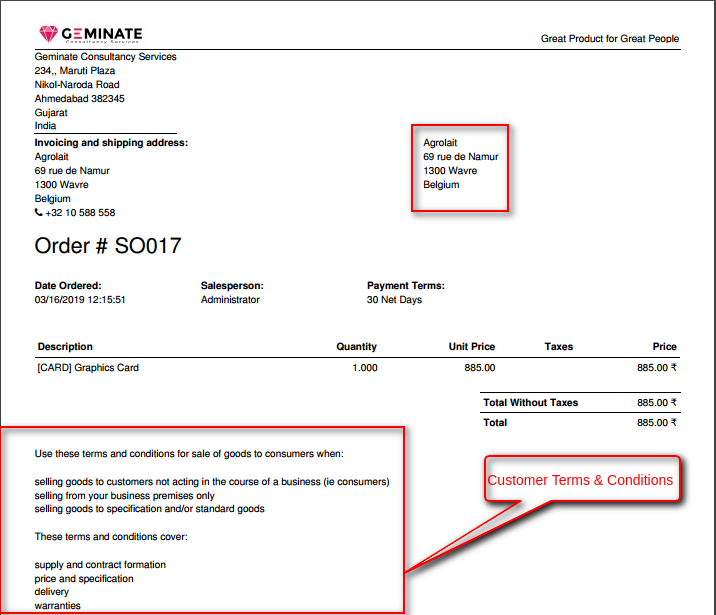 GEMINATE
Consultancy Services
Great Product for Great People
Geminate Consultancy Services
234,, Maruti Plaza
Nikol-Naroda Road
Ahmedabad 382345
Gujarat
India
Invoicing and shipping address:
Agrolait
69 rue de Namur
1300 Wavre
Belgium
+32 10 588 558
Agrolait
69 rue de Namur
1300 Wavre
Belgium
Order # SO017
Date Ordered: Salesperson: Payment Terms:
03/16/2019 12:15:51 Administrator 30 Net Days
Description Quantity Unit Price Taxes Price
[CARD] Graphics Card 1.000 885.00 885.00 ₹
Total Without Taxes 885.00 ₹
Total 885.00 ₹
Use these terms and conditions for sale of goods to consumers when:
selling goods to customers not acting in the course of a business (ie consumers)
selling from your business premises only
selling goods to specification and/or standard goods
These terms and conditions cover:
supply and contract formation
price and specification
delivery
warranties
Customer Terms & Conditions